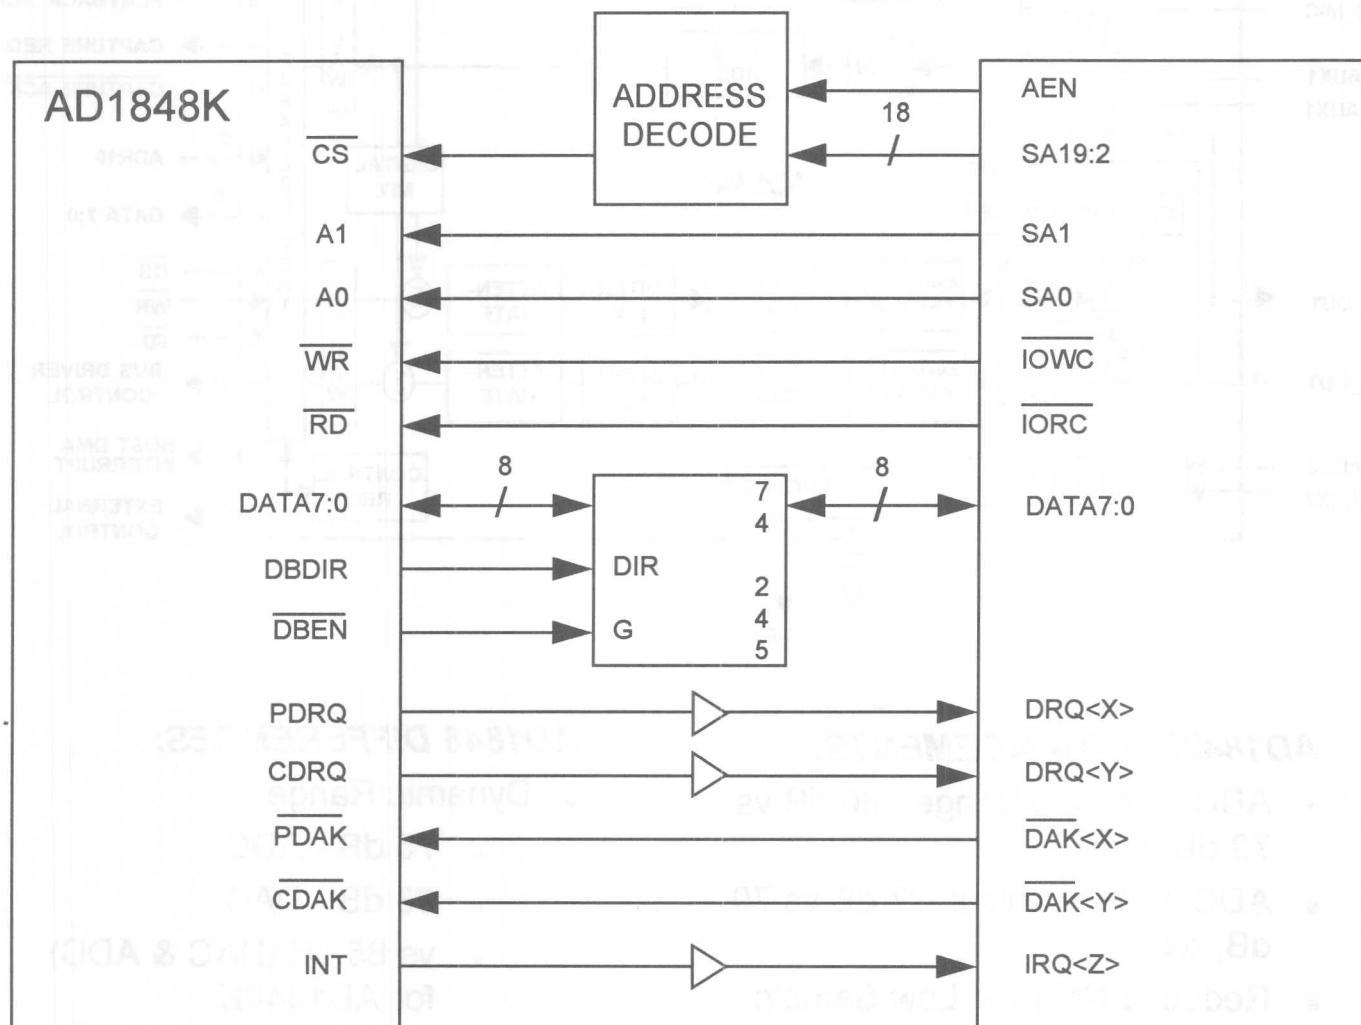 AD1848K
ADDRESS
DECODE
AEN
18
CS
SA19:2
A1
SA1
A0
SA0
WR
IOWC
RD
IORC
8
8
DATA7:0
7
4
DATA7:0
DBDIR
DIR
2
4
5
DBEN
G
PDRQ
DRQ<X>
CDRQ
DRQ<Y>
PDAK
DAK<X>
CDAK
DAK<Y>
INT
IRQ<Z>